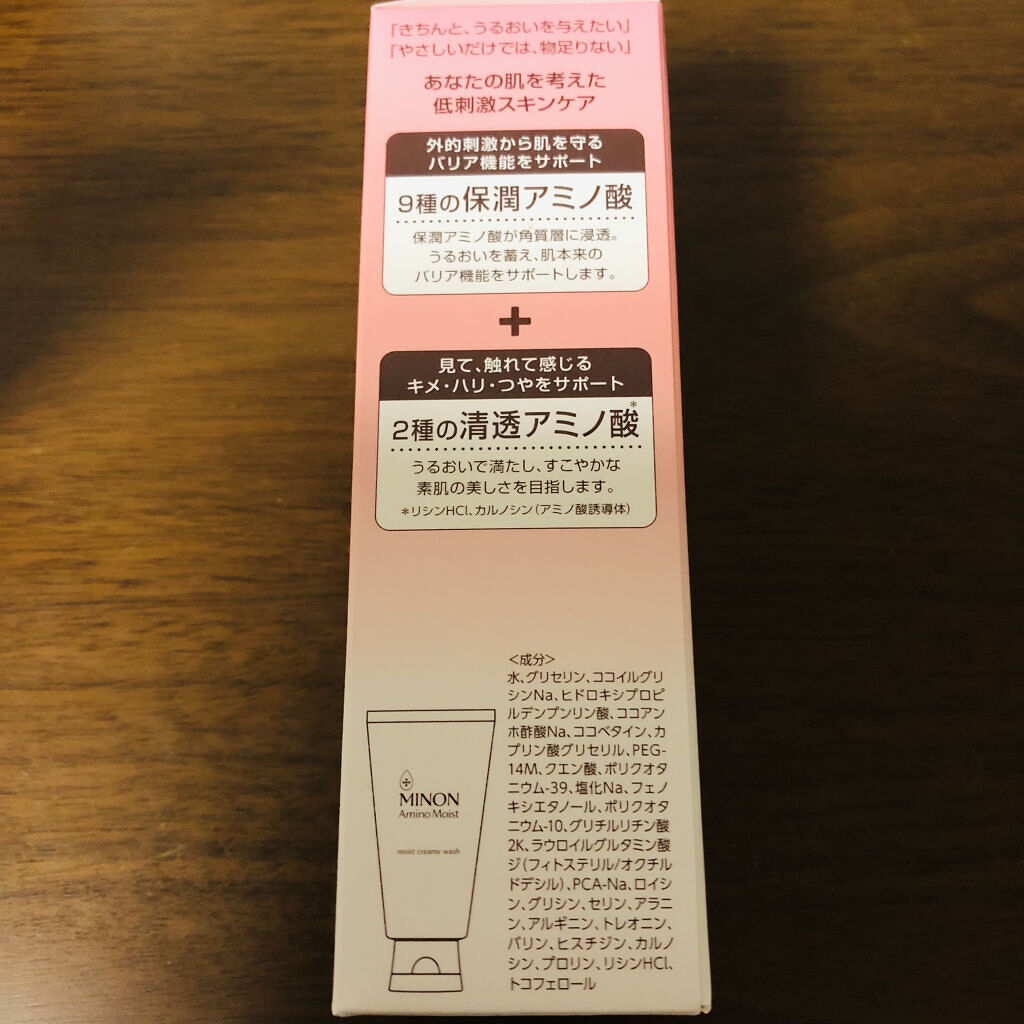 「きちんと、うるおいを与えたい」
「やさしいだけでは、物足りない」
あなたの肌を考えた
低刺激スキンケア
外的刺激から肌を守る
バリア機能をサポート
9種の保潤アミノ酸
保潤アミノ酸が角質層に浸透。
うるおいを蓄え、肌本来の
バリア機能をサポートします。
+
見て、触れて感じる
キメ・ハリ・つやをサポート
2種の清透アミノ酸*
うるおいで満たし、すこやかな
素肌の美しさを目指します。
*リシンHCl、カルノシン(アミノ酸誘導体)
<成分>
水、グリセリン、ココイルグリ
シンNa、ヒドロキシプロピ
ルデンプンリン酸、ココアン
ホ酢酸Na、ココベタイン、カ
プリン酸グリセリル、PEG-
14M、クエン酸、ポリクオタ
ニウム-39、塩化Na、フェノ
キシエタノール、ポリクオタ
ニウム-10、グリチルリチン酸
2K、ラウロイルグルタミン酸
ジ(フィトステリル/オクチル
ドデシル)、PCA-Na、ロイシ
ン、グリシン、セリン、アラニ
ン、アルギニン、トレオニン、
バリン、ヒスチジン、カルノ
シン、プロリン、リシンHCl、
トコフェロール
MINON
Amino Moist
moist creamy wash